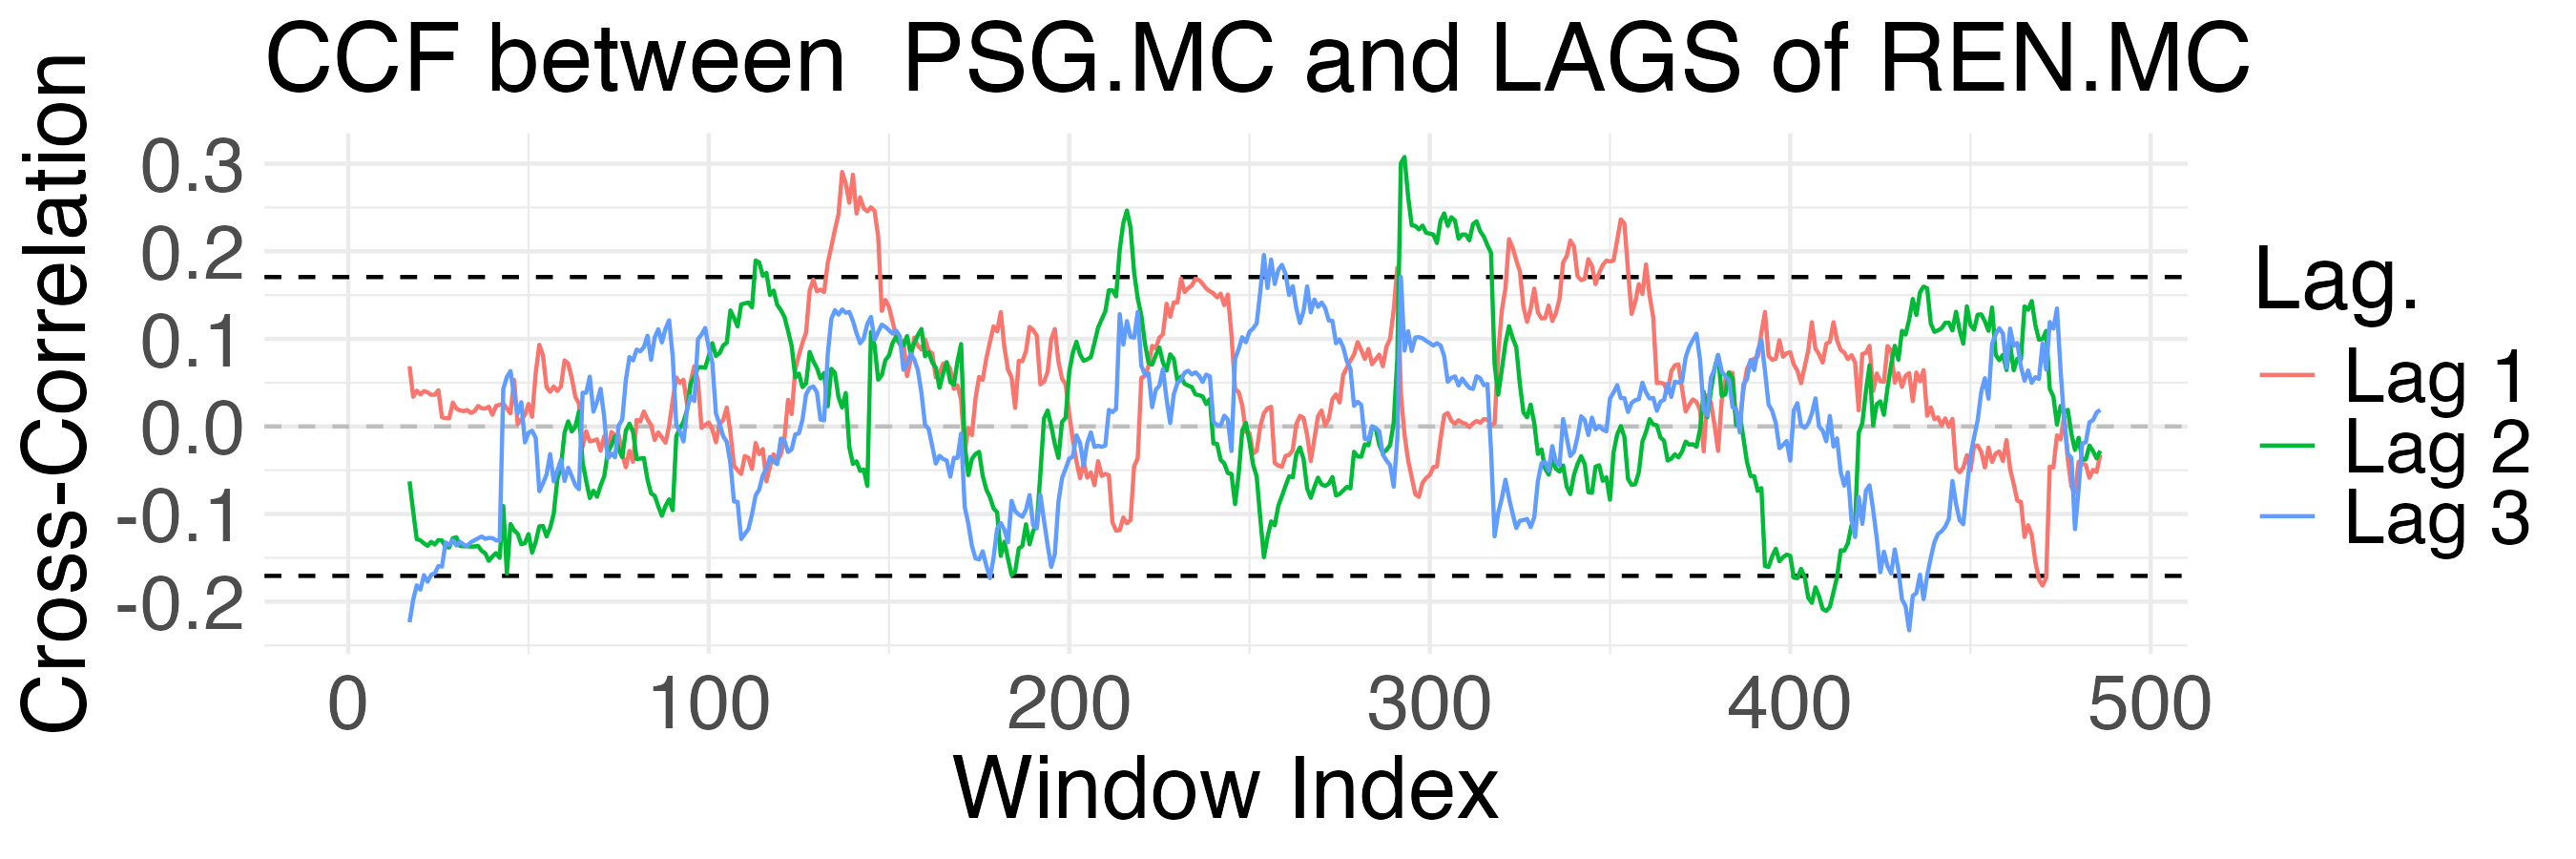 CCF between  PSG.MC and LAGS of REN.MC
Cross-Correlation
0.3
0.2
0.1
0.0
-0.1
-0.2
0 100 200 300 400 500
Window Index
Lag.
Lag 1
Lag 2
Lag 3